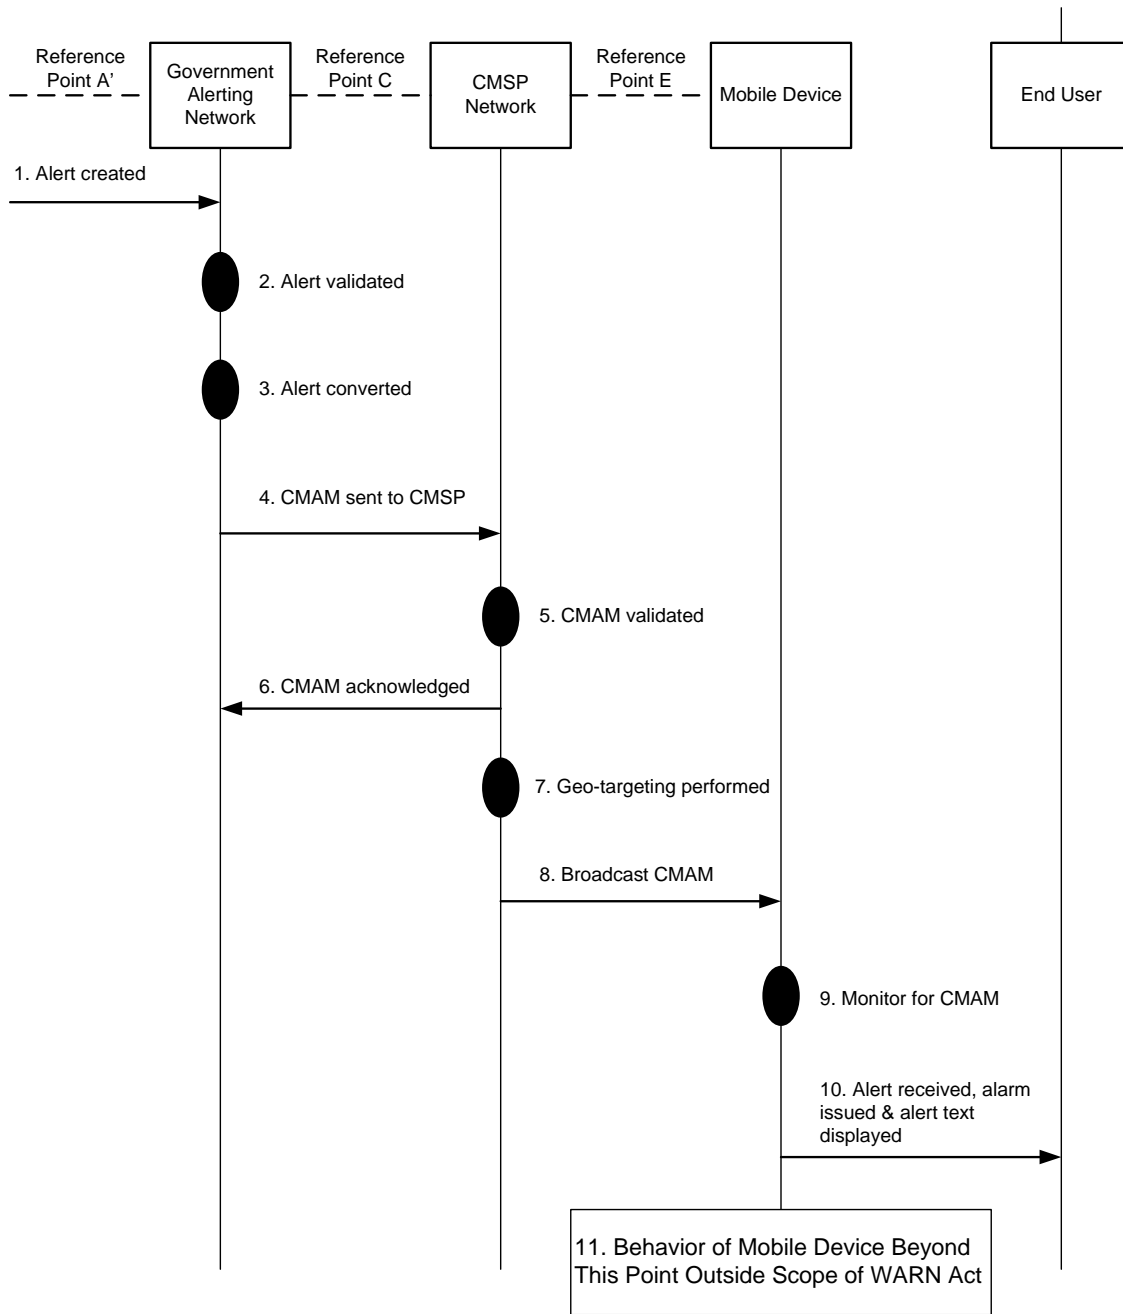 Reference
Point A'
Government
Alerting
Network
Reference
Point C
CMSP
Network
Reference
Point E
Mobile Device
End User
1. Alert created
2. Alert validated
3. Alert converted
4. CMAM sent to CMSP
5. CMAM validated
6. CMAM acknowledged
7. Geo-targeting performed
8. Broadcast CMAM
9. Monitor for CMAM
10. Alert received, alarm
issued & alert text
displayed
11. Behavior of Mobile Device Beyond
This Point Outside Scope of WARN Act